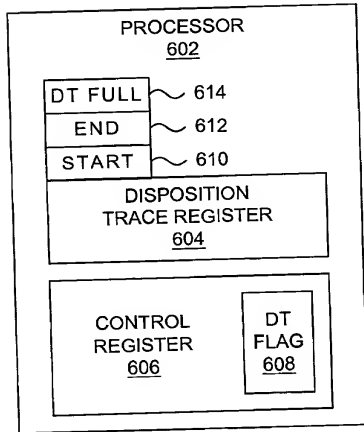 PROCESSOR
602
DT FULL 614
END 612
START 610
DISPOSITION
TRACE REGISTER
604
CONTROL
REGISTER
606
DT
FLAG
608